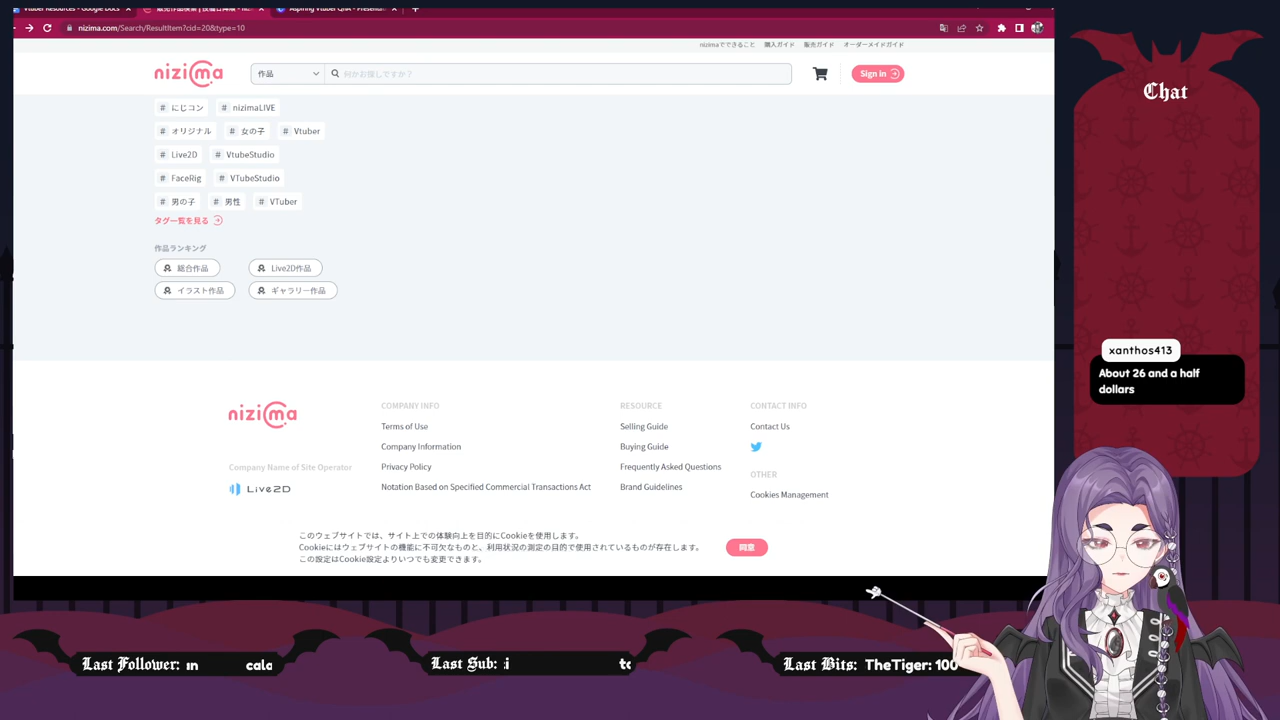 Vtuber Resources - Google Docs
nizima.com/Search/ResultItem?cid=20&type=10
nizimaでできること 購入ガイド 販売ガイド オーダーメイドガイド
nizima 作品 何かお探しですか？ Sign in
# にじコン # nizimaLIVE
# オリジナル # 女の子 # Vtuber
# Live2D # VtubeStudio
# FaceRig # VTubeStudio
# 男の子 # 男性 # VTuber
タグ一覧を見る
作品ランキング
総合作品 Live2D作品
イラスト作品 ギャラリー作品
nizima
Company Name of Site Operator
Live2D
COMPANY INFO
Terms of Use
Company Information
Privacy Policy
Notation Based on Specified Commercial Transactions Act
RESOURCE
Selling Guide
Buying Guide
Frequently Asked Questions
Brand Guidelines
CONTACT INFO
Contact Us
OTHER
Cookies Management
このウェブサイトでは、サイト上での体験向上を目的にCookieを使用します。
Cookieにはウェブサイトの機能に不可欠なものと、利用状況の測定の目的で使用されているものが存在します。
この設定はCookie設定よりいつでも変更できます。
同意
Chat
xanthos413
About 26 and a half
dollars
Last Follower:
Last Sub:
Last Bits: TheTiger: 100